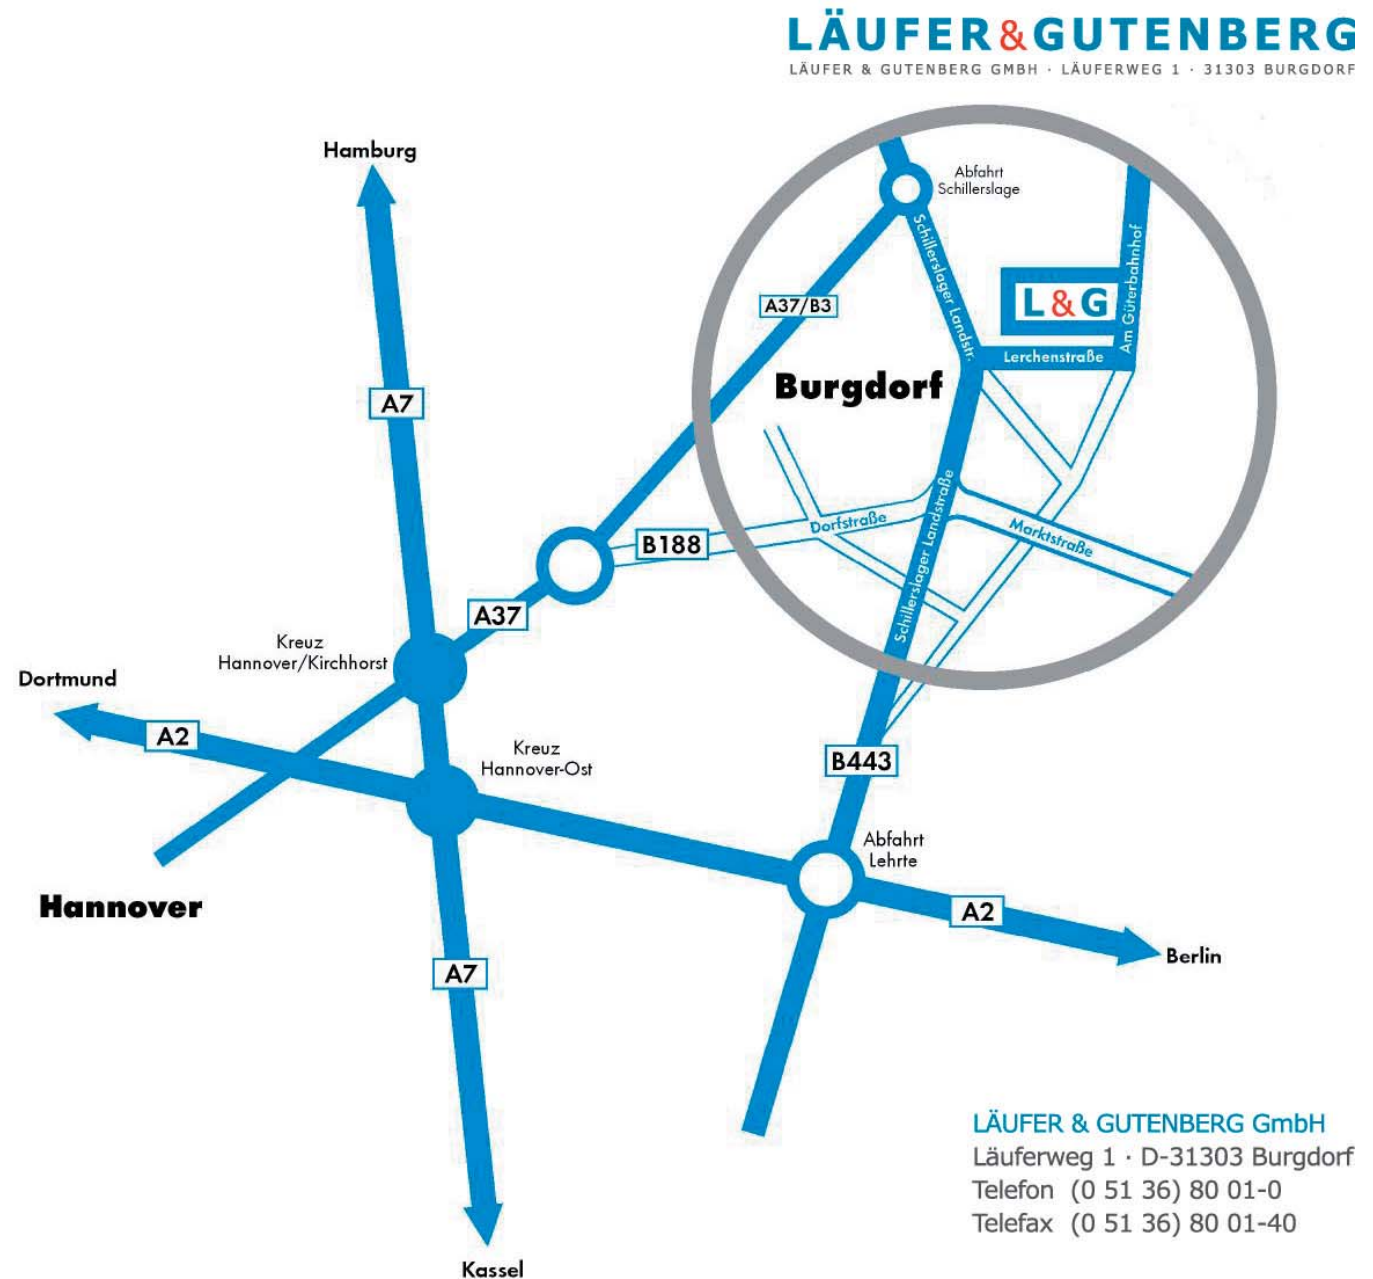 LÄUFER&GUTENBERG
LÄUFER & GUTENBERG GMBH · LÄUFERWEG 1 · 31303 BURGDORF
Hamburg
Abfahrt
Schillerslage
Schillerslager Landstr.
Am Güterbahnhof
L&G
A37/B3
Lerchenstraße
Burgdorf
A7
Schillerslager Landstraße
Dorfstraße
Marktstraße
B188
A37
Kreuz
Hannover/Kirchhorst
Dortmund
A2
Kreuz
Hannover-Ost
B443
Abfahrt
Lehrte
Hannover
A2
Berlin
A7
LÄUFER & GUTENBERG GmbH
Läuferweg 1 · D-31303 Burgdorf
Telefon (0 51 36) 80 01-0
Telefax (0 51 36) 80 01-40
Kassel